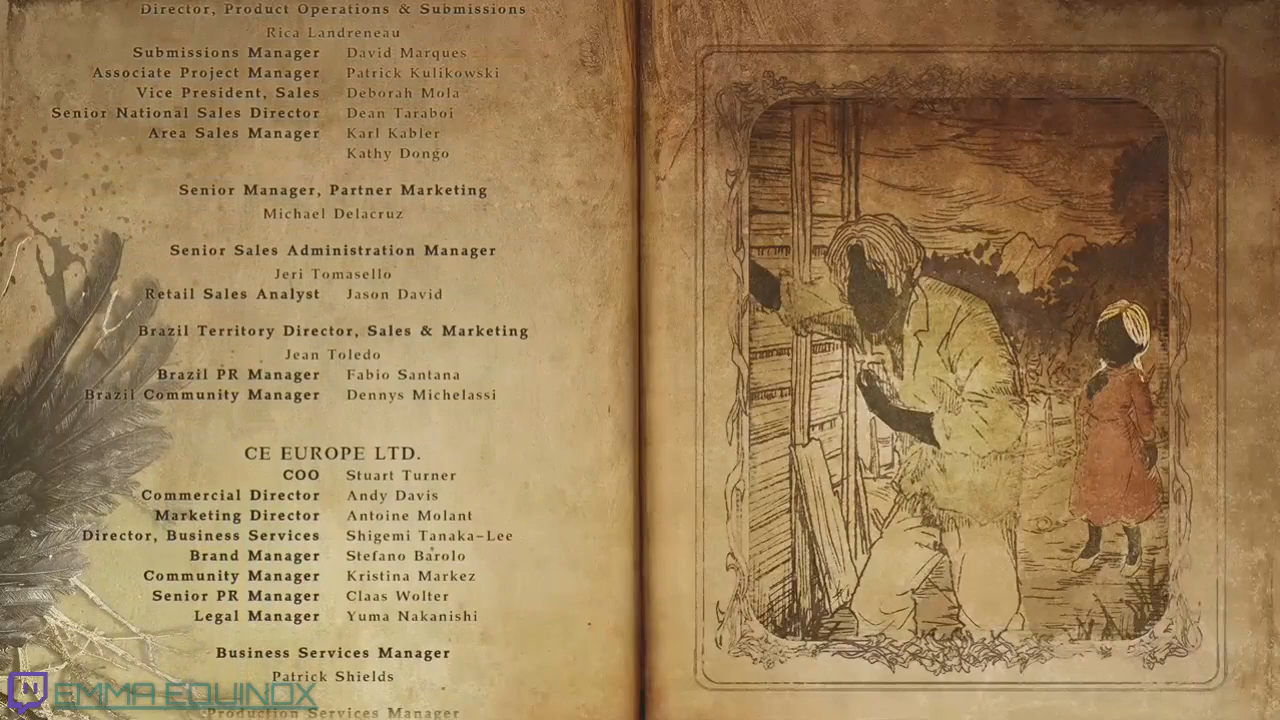 Director, Product Operations & Submissions
Rica Landreneau
Submissions Manager David Marques
Associate Project Manager Patrick Kulikowski
Vice President, Sales Deborah Mola
Senior National Sales Director Dean Taraboi
Area Sales Manager Karl Kabler
Kathy Dongo
Senior Manager, Partner Marketing
Michael Delacruz
Senior Sales Administration Manager
Jeri Tomasello
Retail Sales Analyst Jason David
Brazil Territory Director, Sales & Marketing
Jean Toledo
Brazil PR Manager Fabio Santana
Brazil Community Manager Dennys Michelassi
CE EUROPE LTD.
COO Stuart Turner
Commercial Director Andy Davis
Marketing Director Antoine Molant
Director, Business Services Shigemi Tanaka-Lee
Brand Manager Stefano Barolo
Community Manager Kristina Markez
Senior PR Manager Claas Wolter
Legal Manager Yuma Nakanishi
Business Services Manager
Patrick Shields
Production Services Manager
EMMA EQUINOX